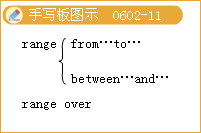 手写板图示 0602-11
range
from…to…
between…and…
range over